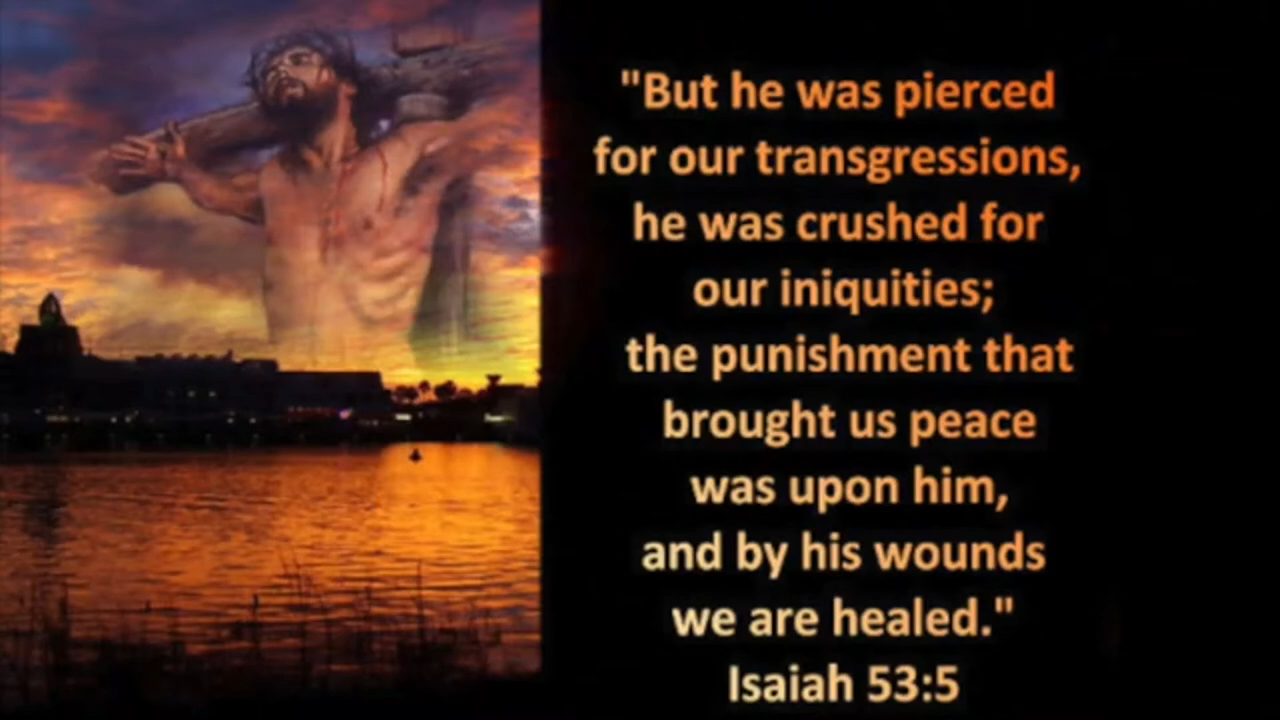 "But he was pierced
for our transgressions,
he was crushed for
our iniquities;
the punishment that
brought us peace
was upon him,
and by his wounds
we are healed."
Isaiah 53:5